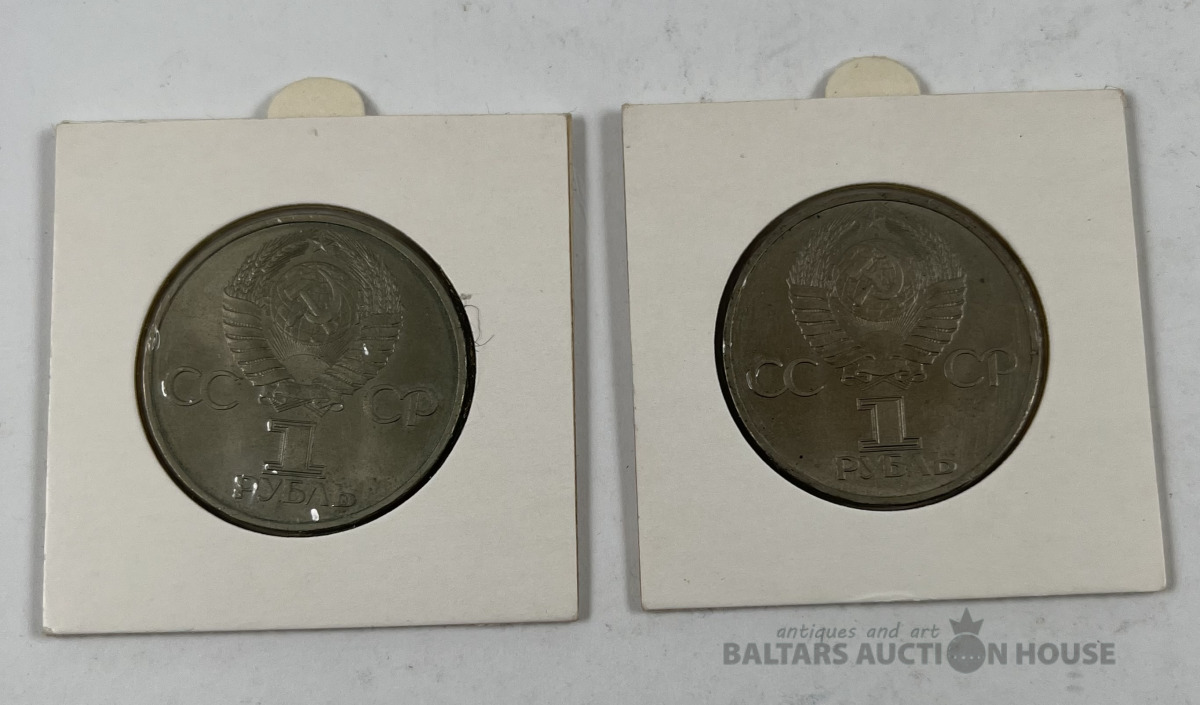 СС СР
1
РУБЛЬ
СС СР
1
РУБЛЬ
antiques and art
BALTARS AUCTION HOUSE